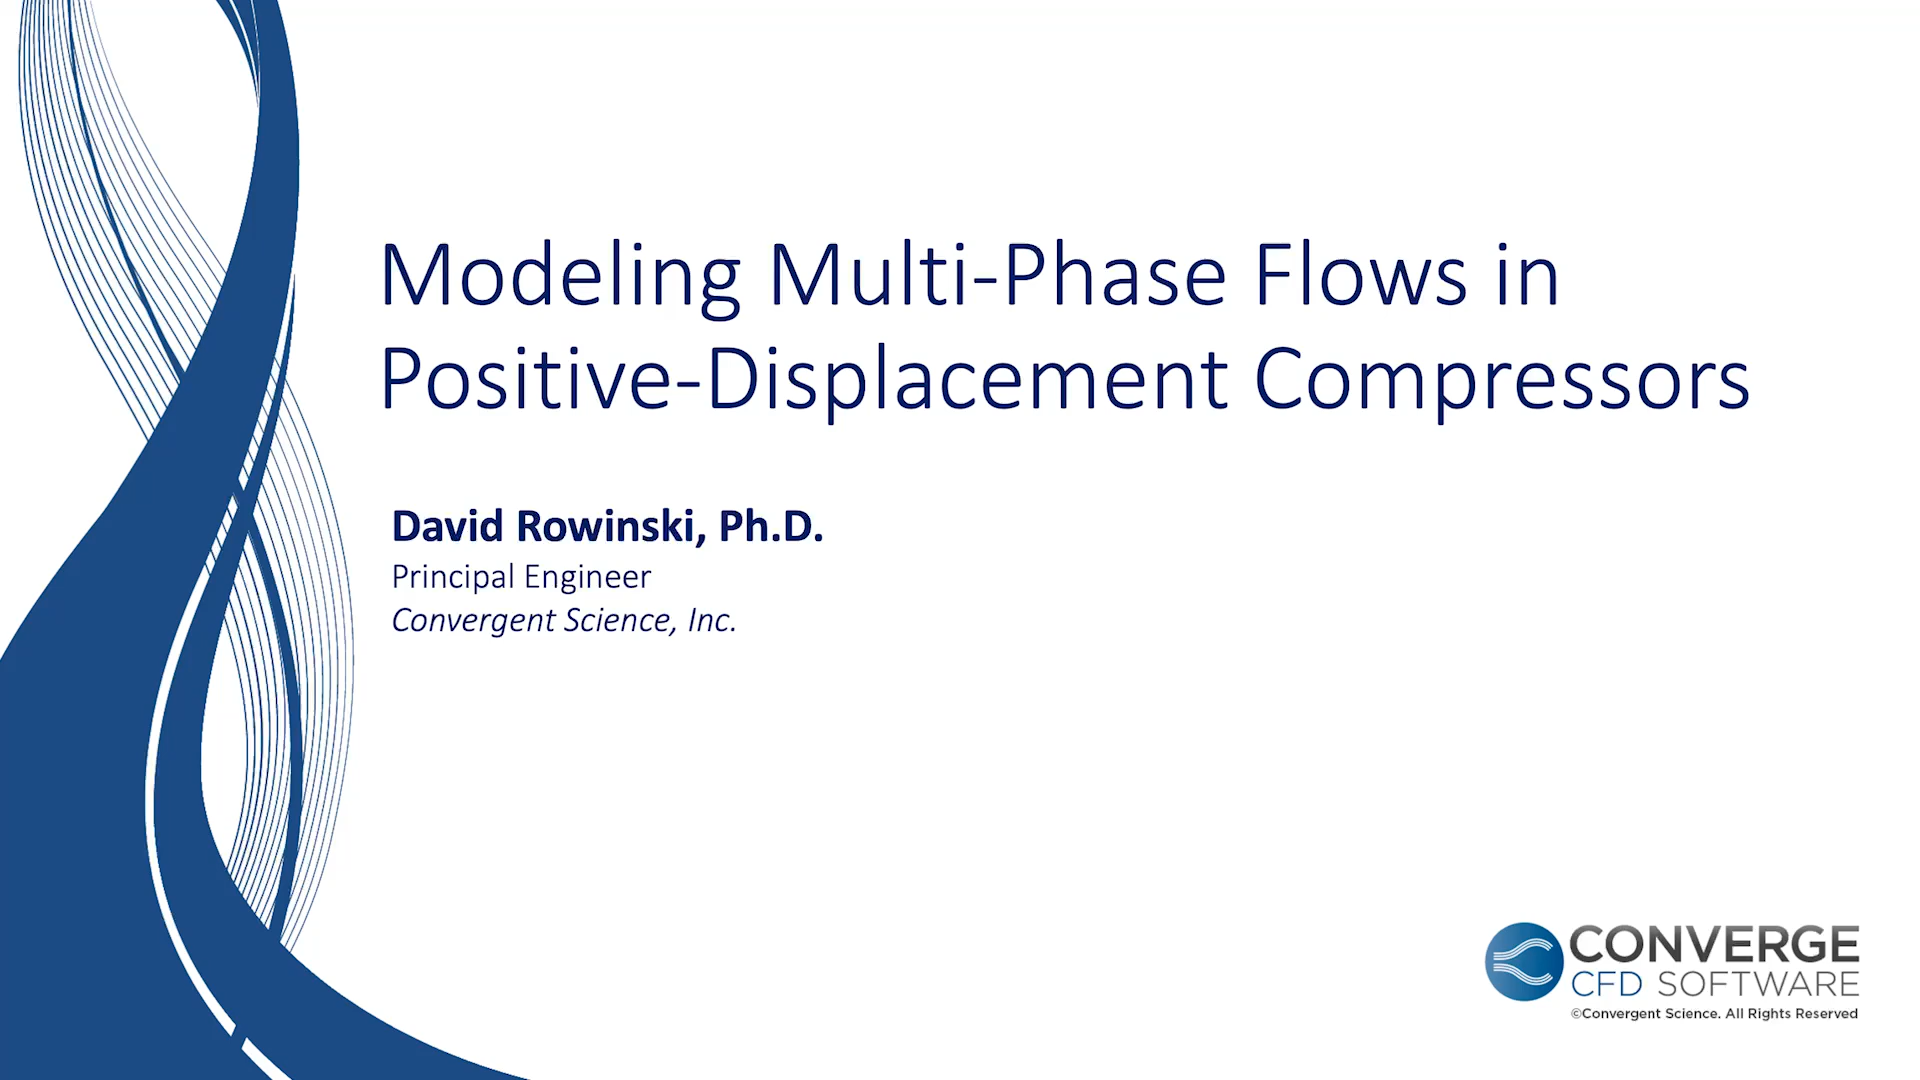 Modeling Multi-Phase Flows in
Positive-Displacement Compressors
David Rowinski, Ph.D.
Principal Engineer
Convergent Science, Inc.
CONVERGE
CFD SOFTWARE
©Convergent Science. All Rights Reserved